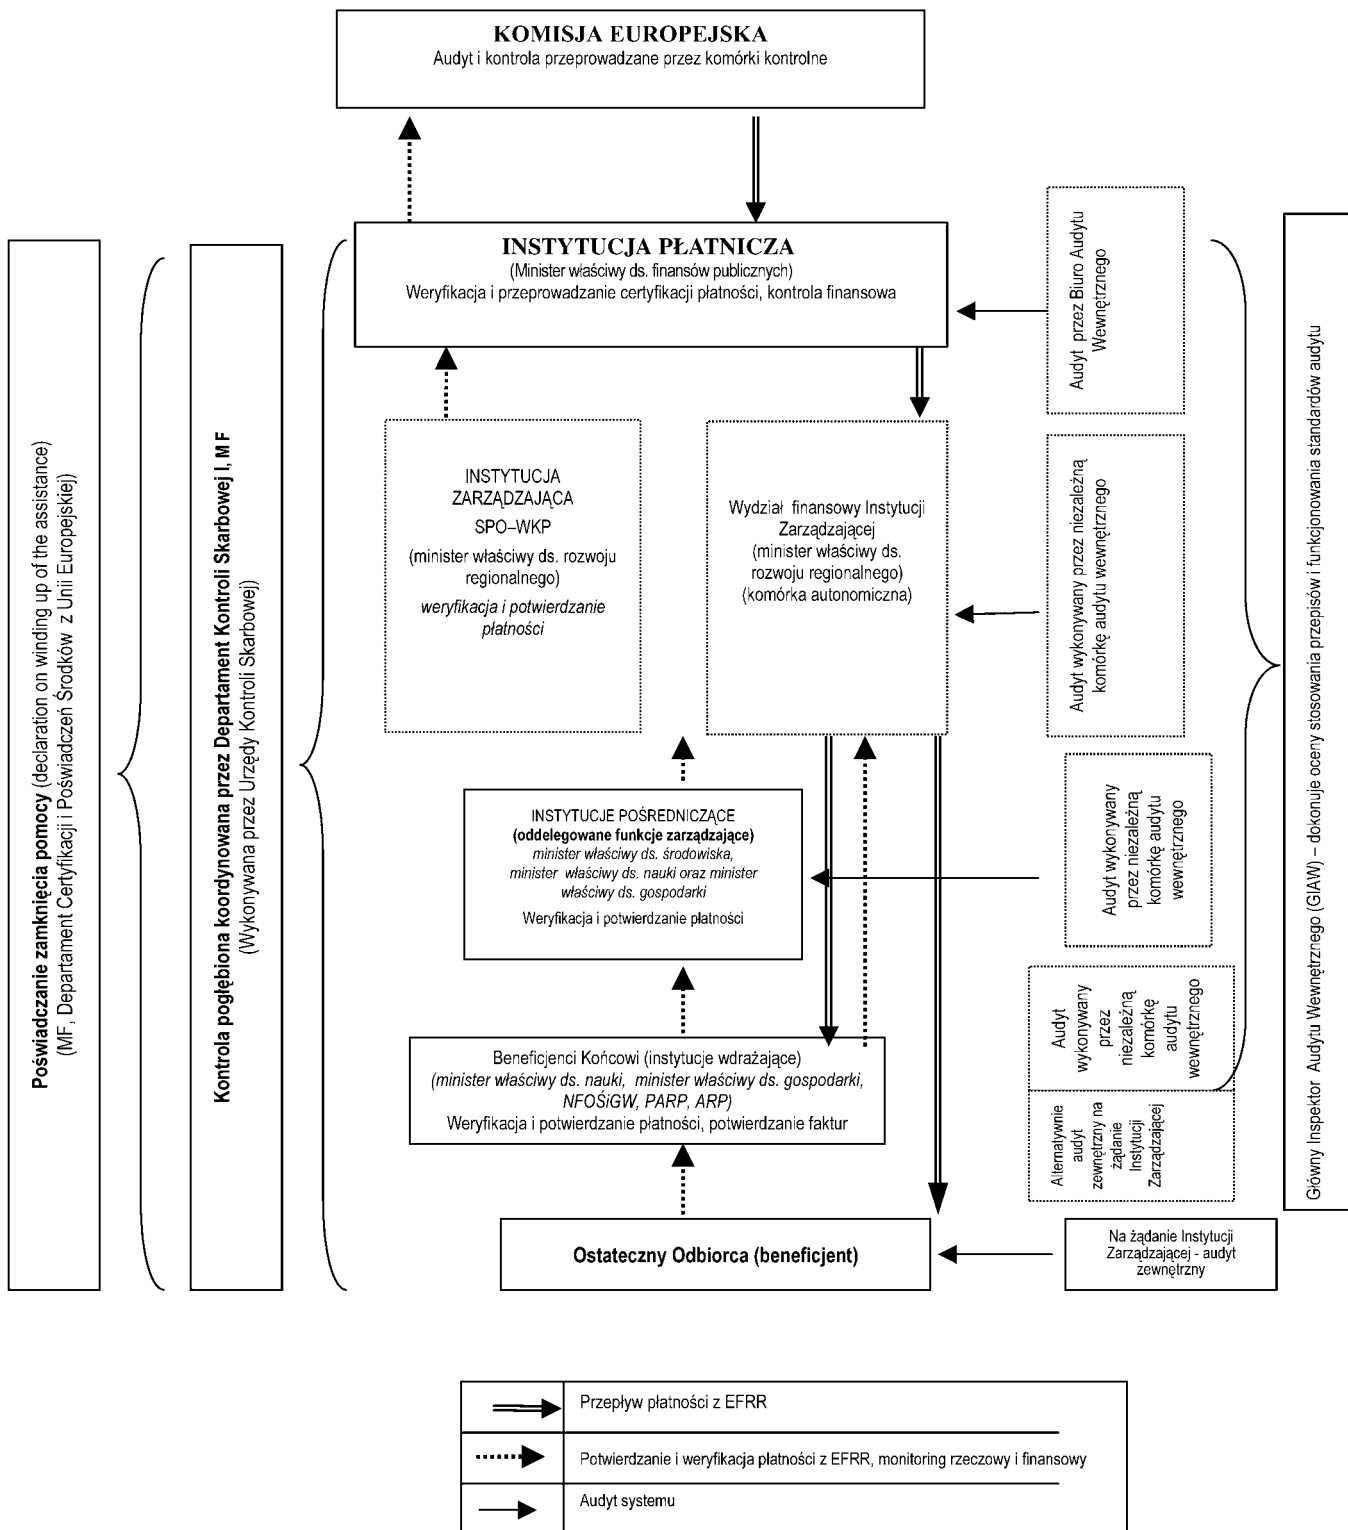 KOMISJA EUROPEJSKA
Audyt i kontrola przeprowadzane przez komórki kontrolne
INSTYTUCJA PŁATNICZA
(Minister właściwy ds. finansów publicznych)
Weryfikacja i przeprowadzanie certyfikacji płatności, kontrola finansowa
Poświadczanie zamknięcia pomocy (declaration on winding up of the assistance)
(MF, Departament Certyfikacji i Poświadczeń Środków z Unii Europejskiej)
Kontrola pogłębiona koordynowana przez Departament Kontroli Skarbowej I, MF
(Wykonywana przez Urzędy Kontroli Skarbowej)
INSTYTUCJA
ZARZĄDZAJĄCA
SPO–WKP
(minister właściwy ds. rozwoju
regionalnego)
weryfikacja i potwierdzanie
płatności
Wydział finansowy Instytucji
Zarządzającej
(minister właściwy ds.
rozwoju regionalnego)
(komórka autonomiczna)
INSTYTUCJE POŚREDNICZĄCE
(oddelegowane funkcje zarządzające)
minister właściwy ds. środowiska,
minister właściwy ds. nauki oraz minister
właściwy ds. gospodarki
Weryfikacja i potwierdzanie płatności
Beneficjenci Końcowi (instytucje wdrażające)
(minister właściwy ds. nauki, minister właściwy ds. gospodarki,
NFOŚiGW, PARP, ARP)
Weryfikacja i potwierdzanie płatności, potwierdzanie faktur
Ostateczny Odbiorca (beneficjent)
Audyt przez Biuro Audytu
Wewnętrznego
Audyt wykonywany przez niezależną
komórkę audytu wewnętrznego
Audyt wykonywany
przez niezależną
komórkę audytu
wewnętrznego
Audyt
wykonywany
przez
niezależną
komórkę
audytu
wewnętrznego
Alternatywnie
audyt
zewnętrzny na
żądanie
Instytucji
Zarządzającej
Na żądanie Instytucji
Zarządzającej - audyt
zewnętrzny
Główny Inspektor Audytu Wewnętrznego (GIAW) – dokonuje oceny stosowania przepisów i funkcjonowania standardów audytu
Przepływ płatności z EFRR
Potwierdzanie i weryfikacja płatności z EFRR, monitoring rzeczowy i finansowy
Audyt systemu